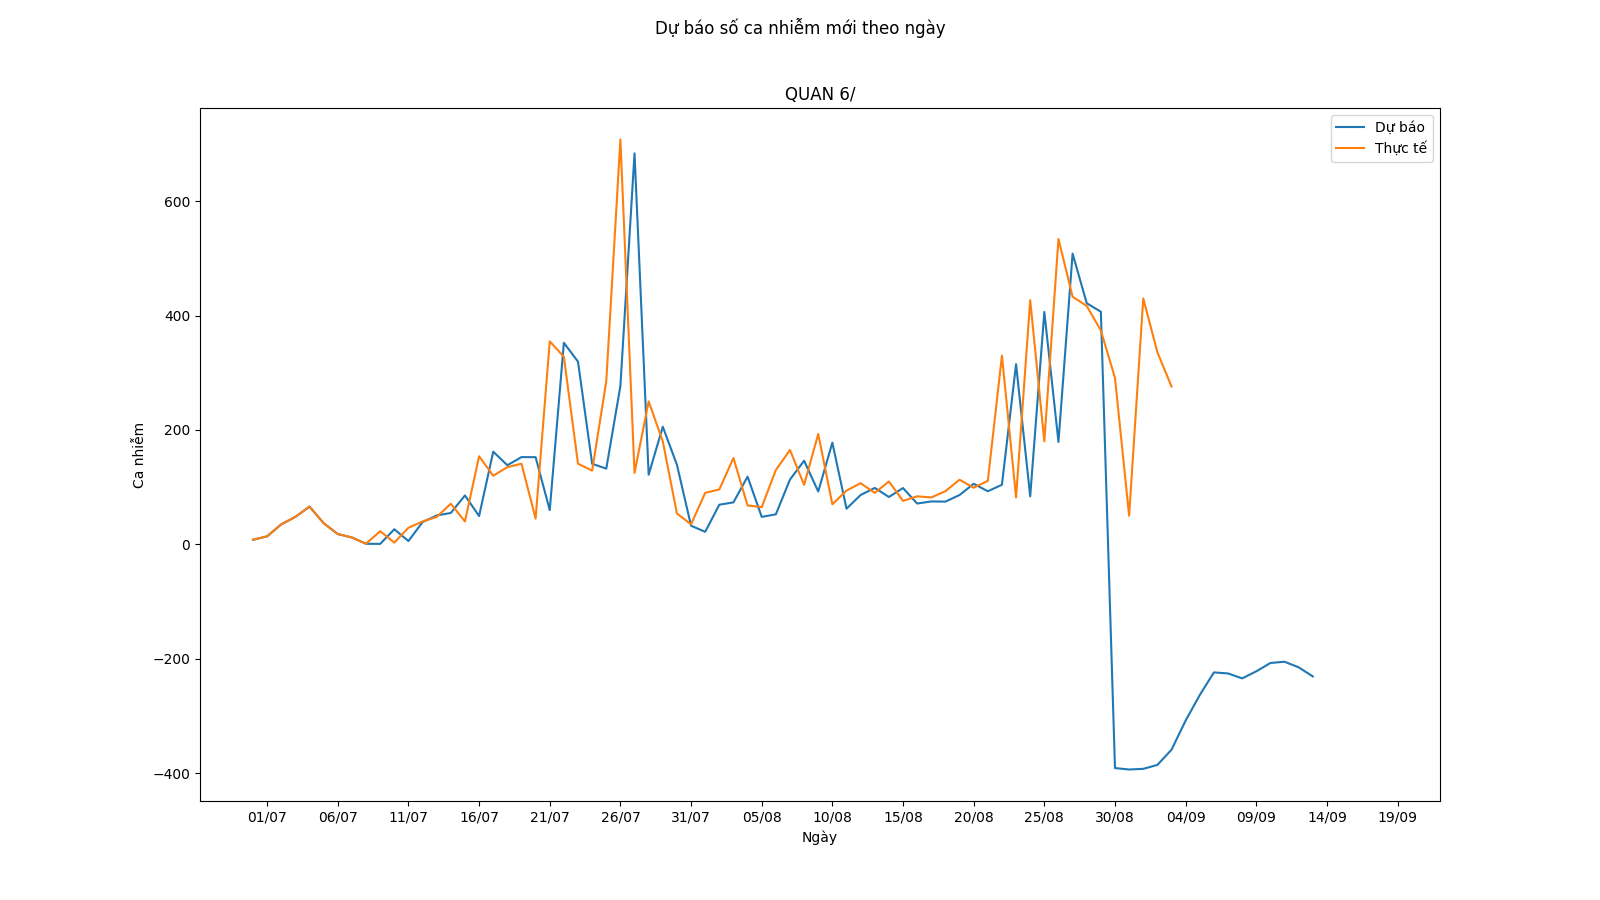 Dự báo số ca nhiễm mới theo ngày
QUAN 6/
Dự báo
Thực tế
600
400
200
0
−200
−400
Ca nhiễm
01/07 06/07 11/07 16/07 21/07 26/07 31/07 05/08 10/08 15/08 20/08 25/08 30/08 04/09 09/09 14/09 19/09
Ngày